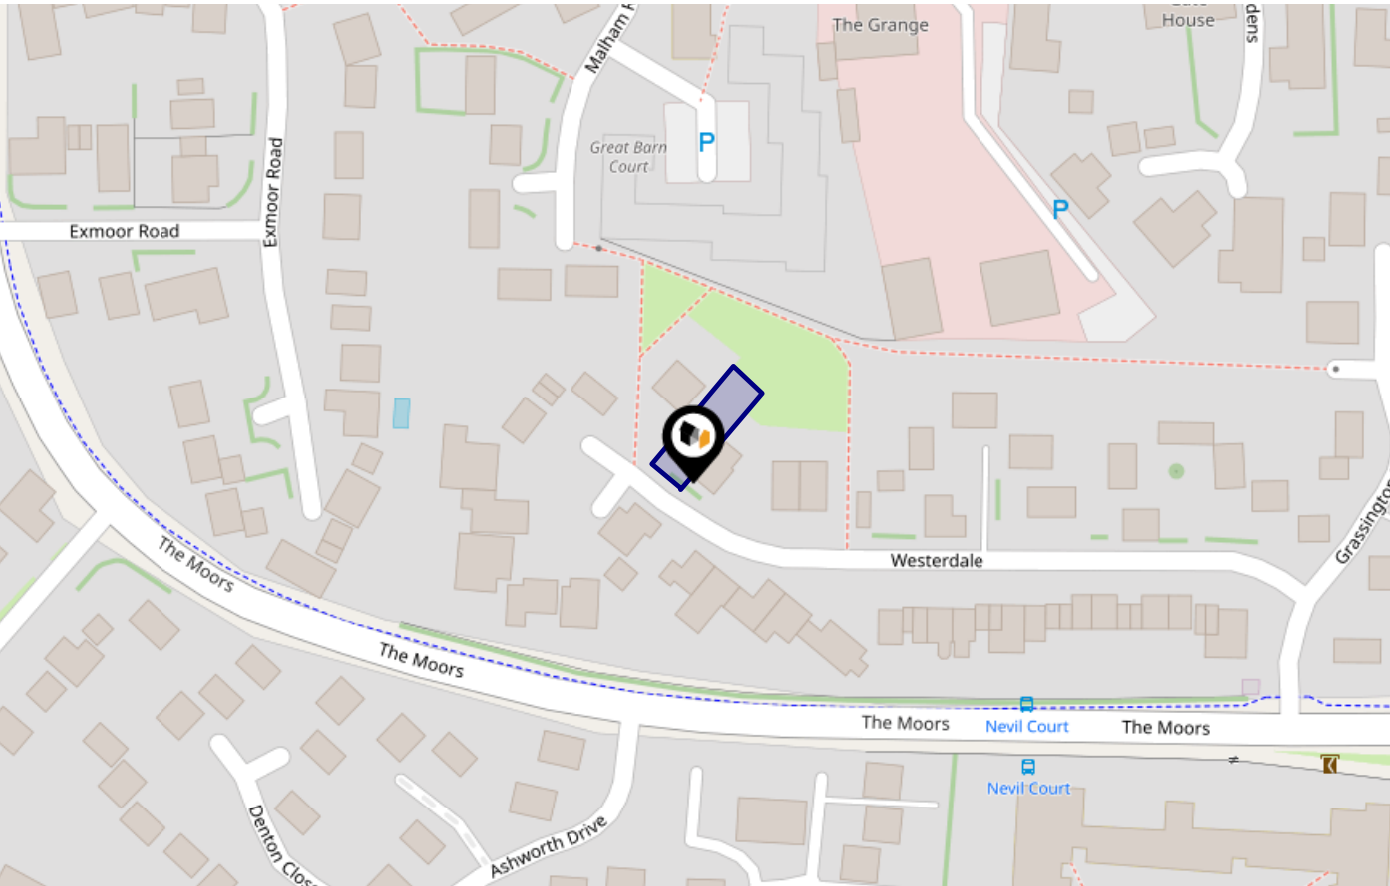 The Grange
House
Malham R
dens
Great Barn
Court
P
P
Exmoor Road
Exmoor Road
Grassington
Westerdale
The Moors
The Moors
The Moors
Nevil Court
The Moors
Nevil Court
Denton Close
Ashworth Drive